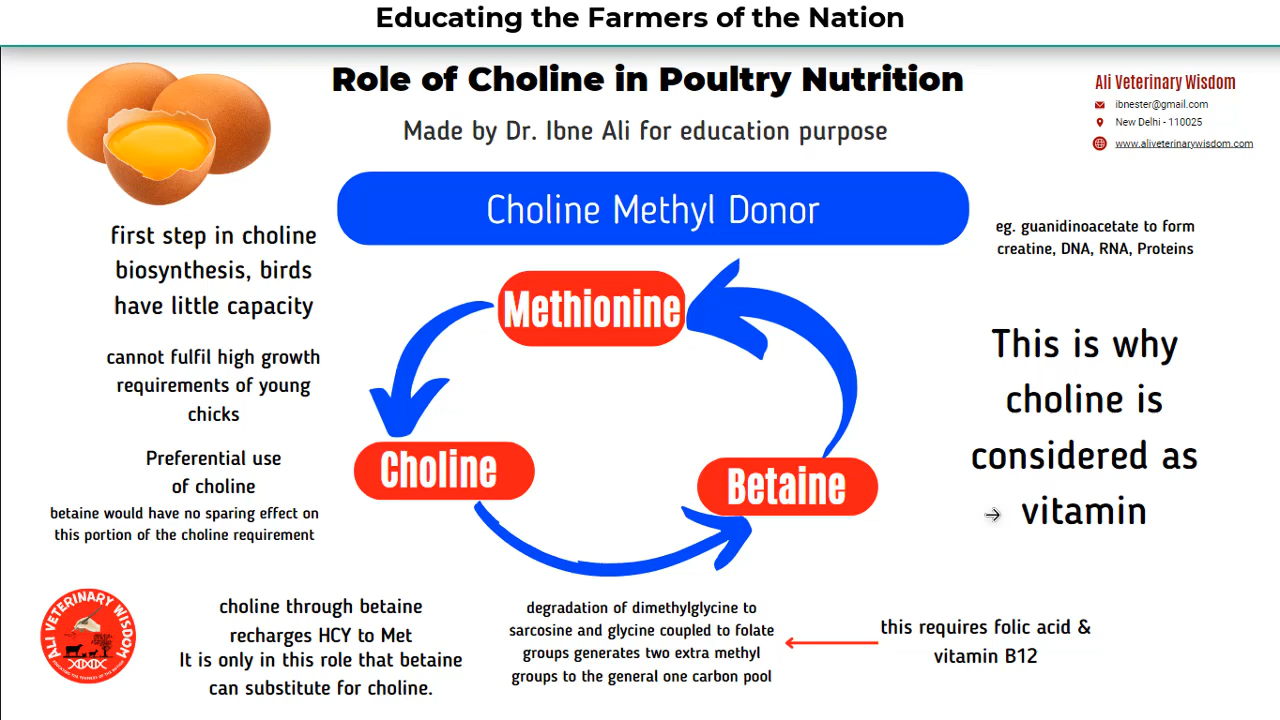 Educating the Farmers of the Nation
Role of Choline in Poultry Nutrition
Made by Dr. Ibne Ali for education purpose
Ali Veterinary Wisdom
ibnester@gmail.com
New Delhi - 110025
www.aliveterinarywisdom.com
Choline Methyl Donor
first step in choline
biosynthesis, birds
have little capacity
cannot fulfil high growth
requirements of young
chicks
Preferential use
of choline
betaine would have no sparing effect on
this portion of the choline requirement
Methionine
Choline
Betaine
eg. guanidinoacetate to form
creatine, DNA, RNA, Proteins
This is why
choline is
considered as
vitamin
ALI VETERINARY WISDOM
choline through betaine
recharges HCY to Met
It is only in this role that betaine
can substitute for choline.
degradation of dimethylglycine to
sarcosine and glycine coupled to folate
groups generates two extra methyl
groups to the general one carbon pool
this requires folic acid &
vitamin B12